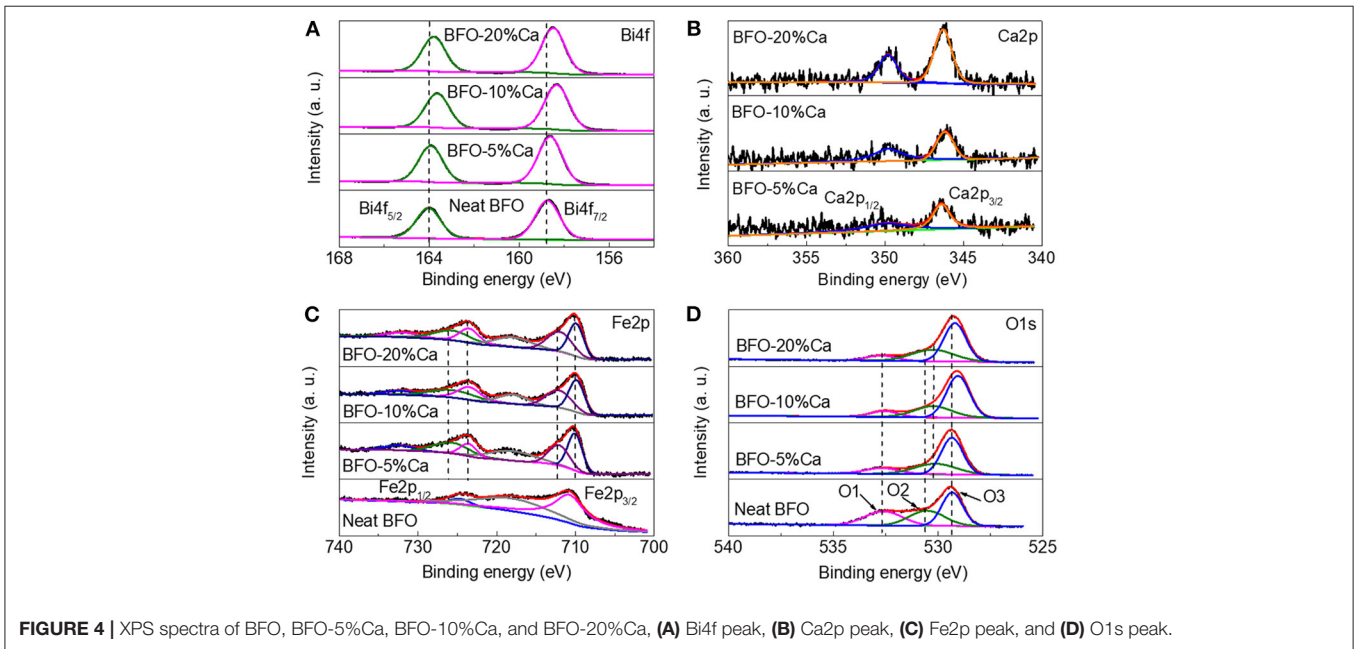 A
Bi4f
BFO-20%Ca
BFO-10%Ca
BFO-5%Ca
Bi4f5/2
Neat BFO
Bi4f7/2
Intensity (a. u.)
168 164 160 156
Binding energy (eV)
B
BFO-20%Ca
Ca2p
BFO-10%Ca
BFO-5%Ca
Ca2p1/2
Ca2p3/2
Intensity (a. u.)
360 355 350 345 340
Binding energy (eV)
C
Fe2p
BFO-20%Ca
BFO-10%Ca
BFO-5%Ca
Fe2p1/2
Fe2p3/2
Neat BFO
Intensity (a. u.)
740 730 720 710 700
Binding energy (eV)
D
O1s
BFO-20%Ca
BFO-10%Ca
BFO-5%Ca
O1 O2 O3
Neat BFO
Intensity (a. u.)
540 535 530 525
Binding energy (eV)
FIGURE 4 | XPS spectra of BFO, BFO-5%Ca, BFO-10%Ca, and BFO-20%Ca, (A) Bi4f peak, (B) Ca2p peak, (C) Fe2p peak, and (D) O1s peak.